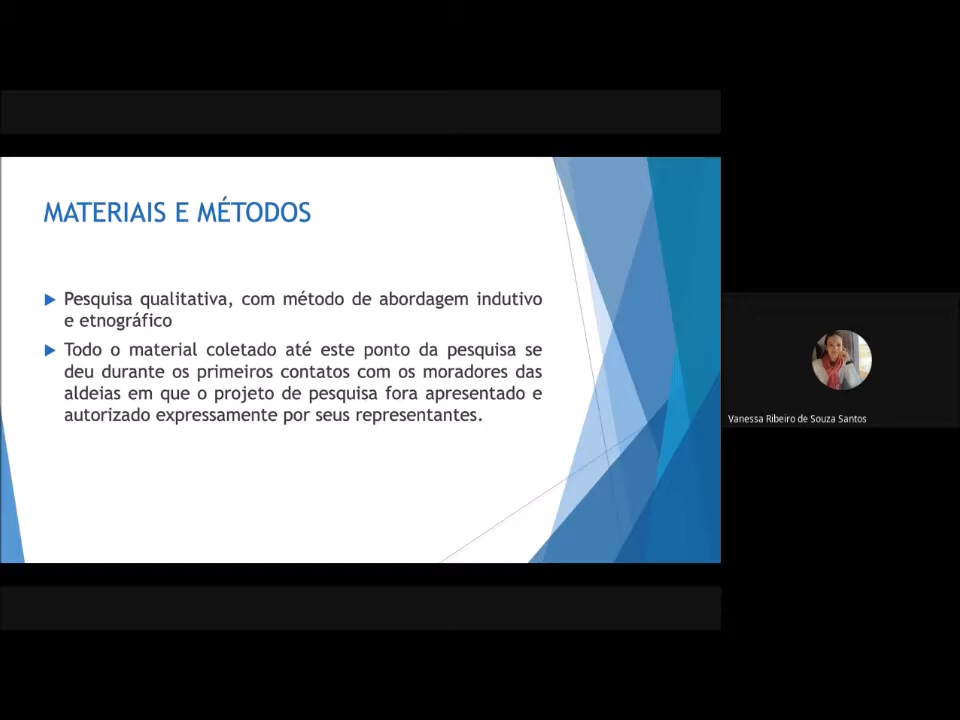 MATERIAIS E MÉTODOS
Pesquisa qualitativa, com método de abordagem indutivo
e etnográfico
Todo o material coletado até este ponto da pesquisa se
deu durante os primeiros contatos com os moradores das
aldeias em que o projeto de pesquisa fora apresentado e
autorizado expressamente por seus representantes.
Vanessa Ribeiro de Souza Santos